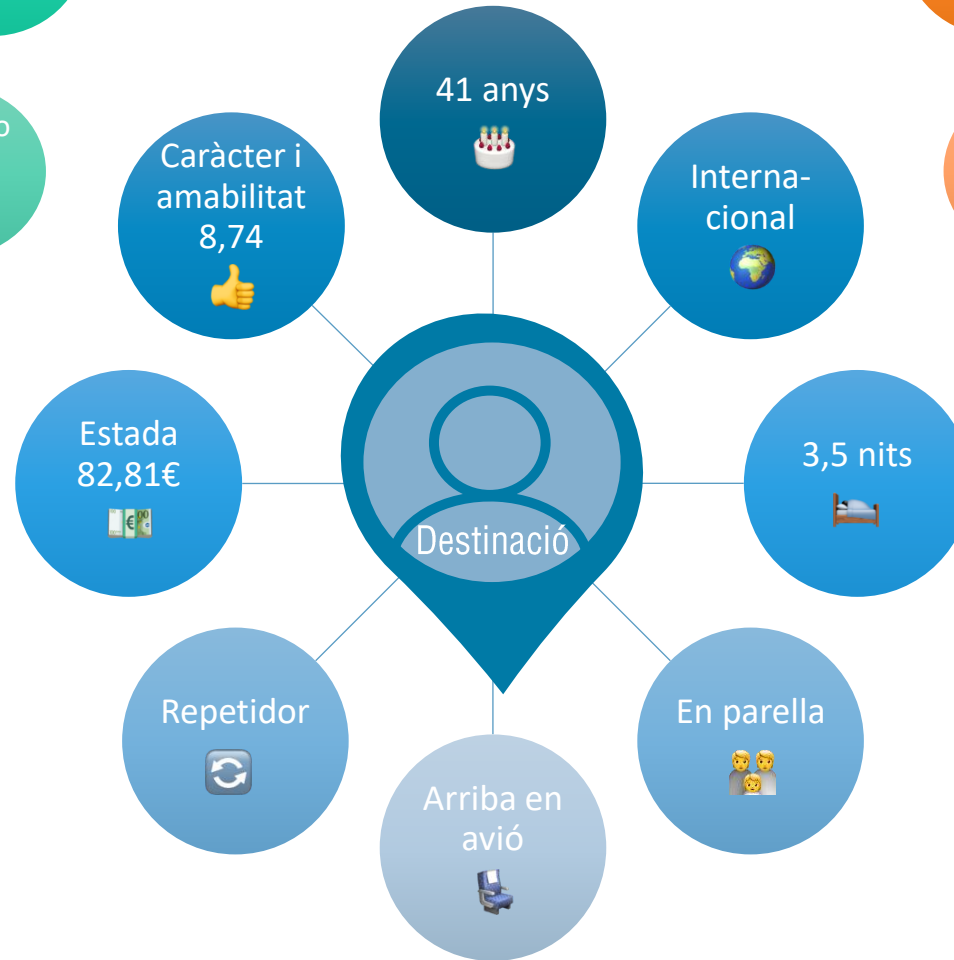 41 anys
Interna-
cional
3,5 nits
En parella
Arriba en
avió
Repetidor
Estada
82,81€
Caràcter i
amabilitat
8,74
Destinació